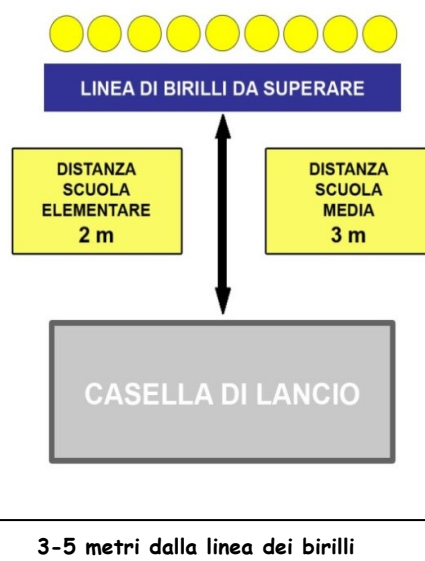 LINEA DI BIRILLI DA SUPERARE
DISTANZA
SCUOLA
ELEMENTARE
2 m
DISTANZA
SCUOLA
MEDIA
3 m
CASELLA DI LANCIO
3-5 metri dalla linea dei birilli